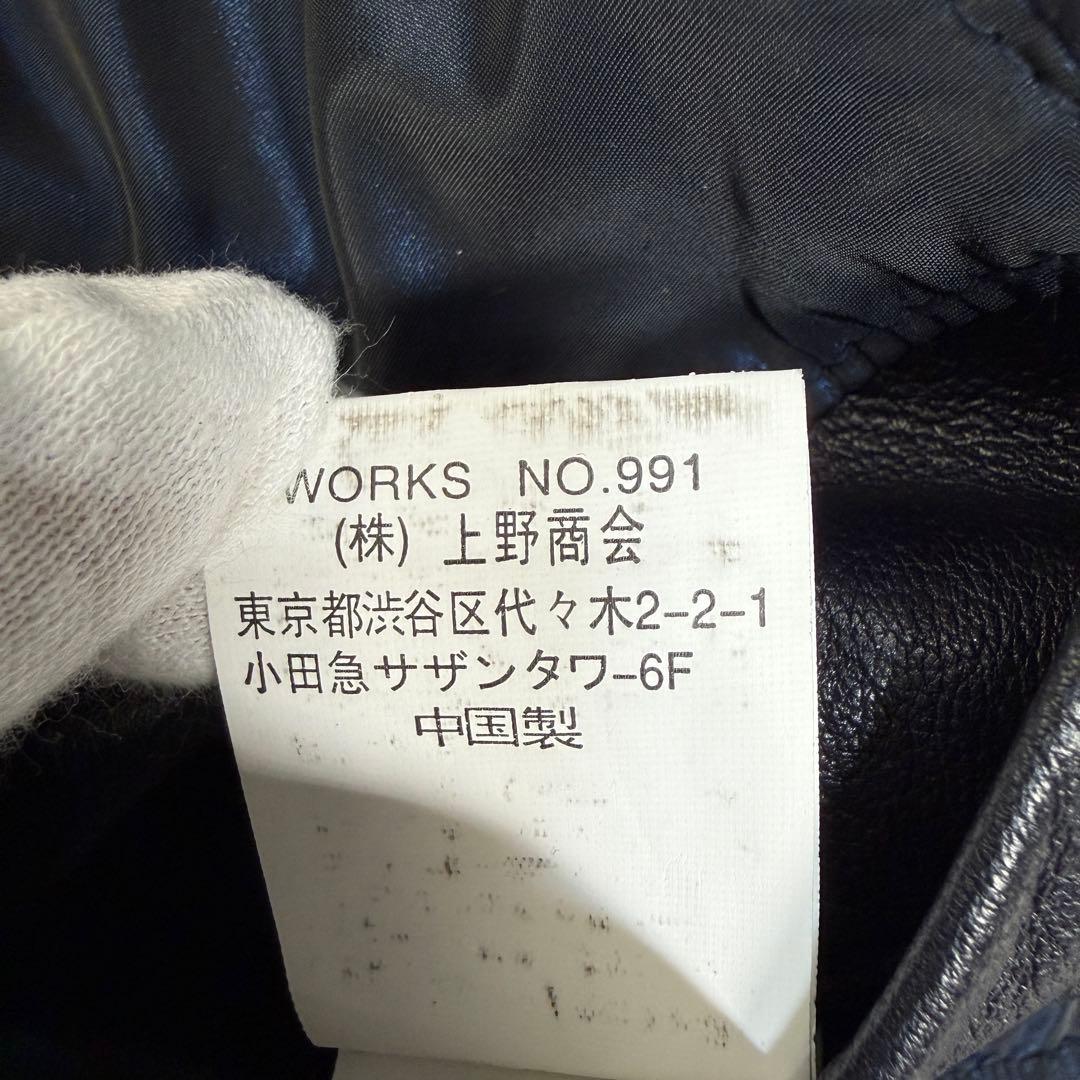 WORKS NO.991
(株) 上野商会
東京都渋谷区代々木2-2-1
小田急サザンタワ-6F
中国製